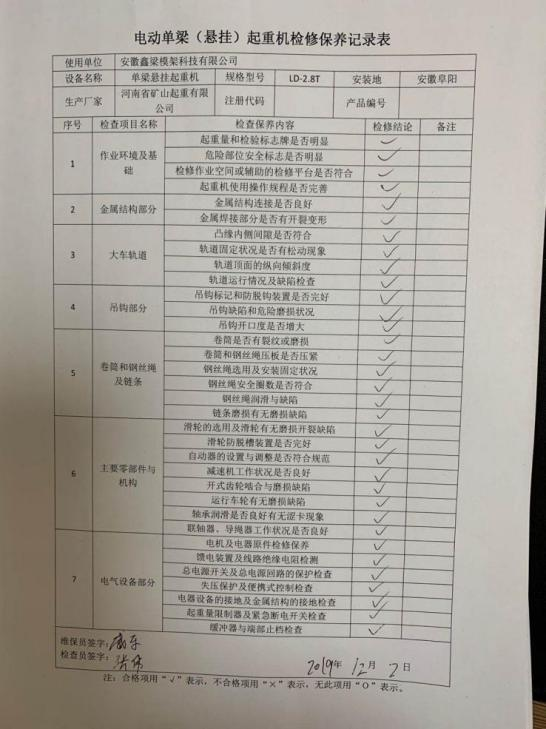 电动单梁（悬挂）起重机检修保养记录表
使用单位 安徽鑫梁模架科技有限公司
设备名称 单梁悬挂起重机 规格型号 LD-2.8T 安装地 安徽阜阳
生产厂家 河南省矿山起重有限公司 注册代码 产品编号
序号 检查项目名称 检查保养内容 检修结论 备注
1 作业环境及基础 起重量和检验标志牌是否明显 ✓
危险部位安全标志是否明显 ✓
检修作业空间或辅助的检修平台是否符合 ✓
起重机使用操作规程是否完善 ✓
2 金属结构部分 金属结构连接是否良好 ✓
金属焊接部分是否有开裂变形 ✓
3 大车轨道 凸缘内侧间隙是否符合 ✓
轨道固定状况是否有松动现象 ✓
轨道顶面的纵向倾斜度 ✓
轨道运行情况及缺陷检查 ✓
4 吊钩部分 吊钩标记和防脱钩装置是否完好 ✓
吊钩缺陷和危险磨损状况 ✓
吊钩开口度是否增大 ✓
5 卷筒和钢丝绳及链条 卷筒是否有裂纹或磨损 ✓
卷筒和钢丝绳压板是否压紧 ✓
钢丝绳选用及安装固定状况 ✓
钢丝绳安全圈数是否符合 ✓
钢丝绳润滑与缺陷 ✓
链条磨损有无磨损缺陷 ✓
6 主要零部件与机构 滑轮的选用及滑轮有无磨损开裂缺陷 ✓
滑轮防脱槽装置是否完好 ✓
自动器的设置与调整是否符合规范 ✓
减速机工作状况是否良好 ✓
开式齿轮啮合与磨损缺陷 ✓
运行车轮有无磨损缺陷 ✓
轴承润滑是否良好有无涩卡现象 ✓
联轴器、导绳器工作状况是否良好 ✓
7 电气设备部分 电机及电器原件检修保养 ✓
馈电装置及线路绝缘电阻检测 ✓
总电源开关及总电源回路的保护检查 ✓
失压保护及便携式控制检查 ✓
电器设备的接地及金属结构的接地检查 ✓
起重量限制器及紧急断电开关检查 ✓
缓冲器与端部止档检查 ✓
维保员签字:
检查员签字:
2019年 12月 2日
注：合格项用“√”表示，不合格项用“×”表示，无此项用“O”表示。